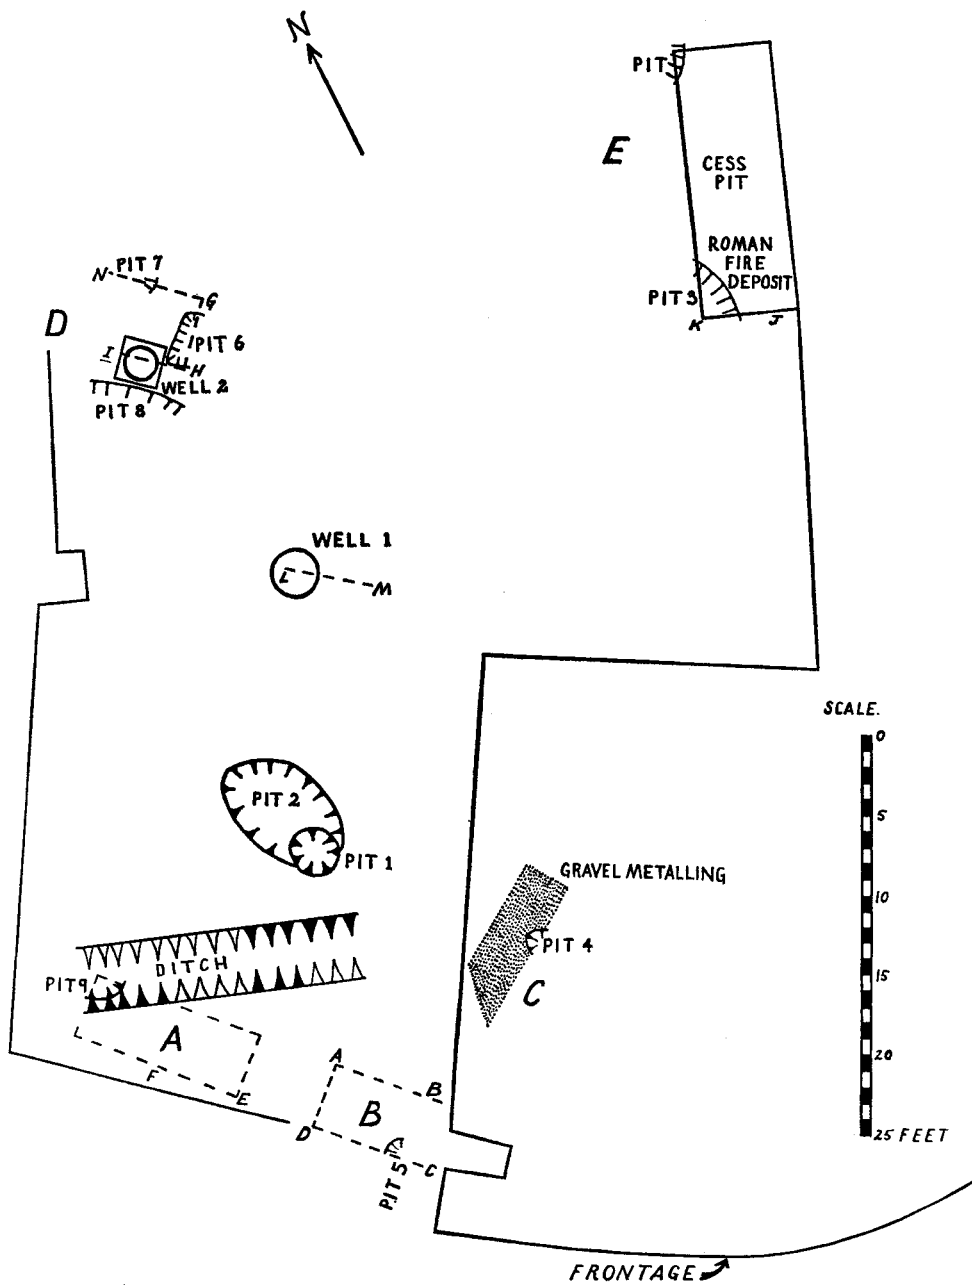 N
PIT
E
CESS
PIT
ROMAN
FIRE
DEPOSIT
PIT 3
K
J
N
PIT 7
G
D
PIT 6
I
H
WELL 2
PIT 8
WELL 1
L
M
SCALE.
0
5
10
15
20
25 FEET
PIT 2
PIT 1
GRAVEL METALLING
PIT 4
C
DITCH
PIT 9
A
F
E
A
B
B
D
C
PIT 5
FRONTAGE